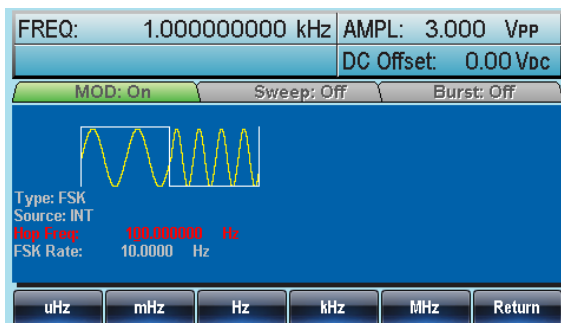 FREQ: 1.000000000 kHz AMPL: 3.000 VPP
DC Offset: 0.00 VDC
MOD: On Sweep: Off Burst: Off
Type: FSK
Source: INT
Hop Freq: 100.000000 Hz
FSK Rate: 10.0000 Hz
uHz mHz Hz kHz MHz Return